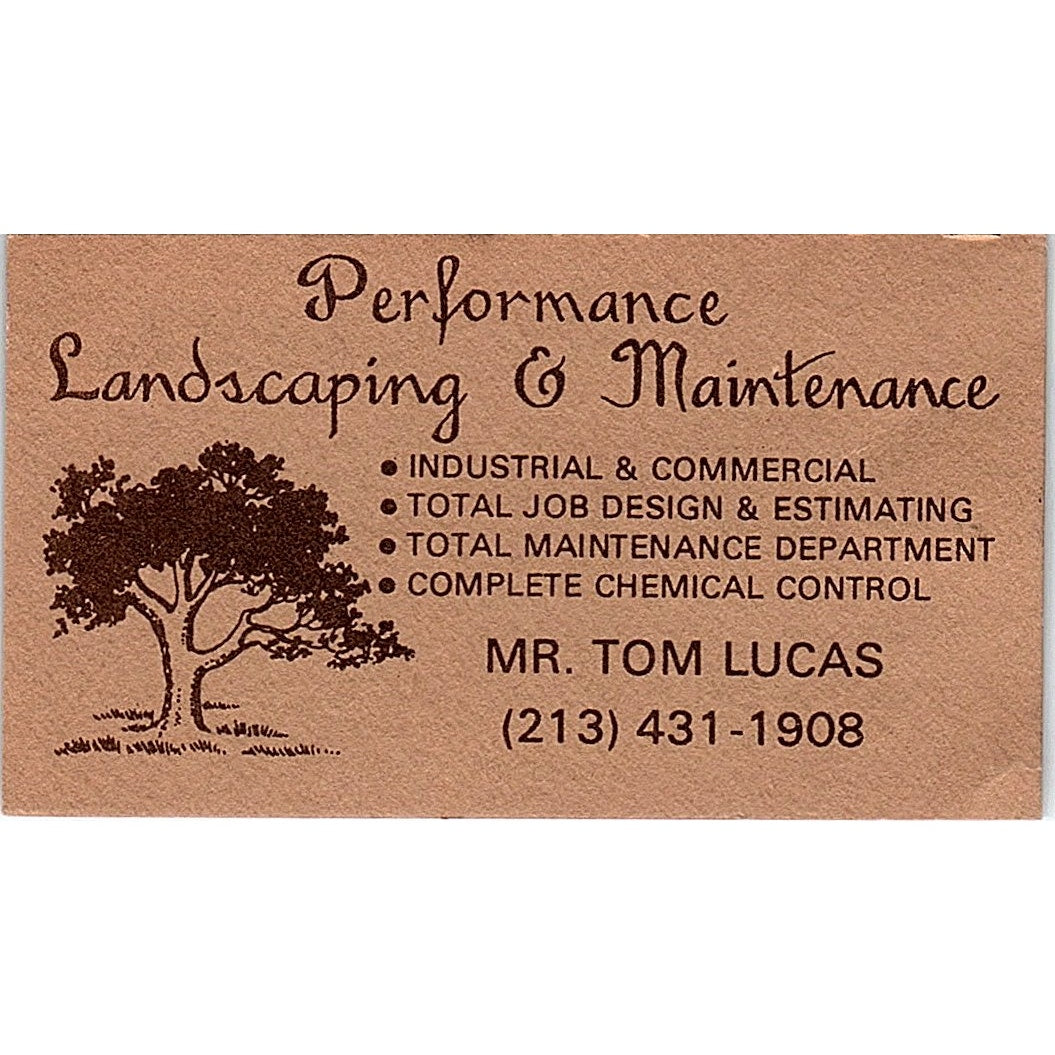 Performance
Landscaping & Maintenance
• INDUSTRIAL & COMMERCIAL
• TOTAL JOB DESIGN & ESTIMATING
• TOTAL MAINTENANCE DEPARTMENT
• COMPLETE CHEMICAL CONTROL
MR. TOM LUCAS
(213) 431-1908